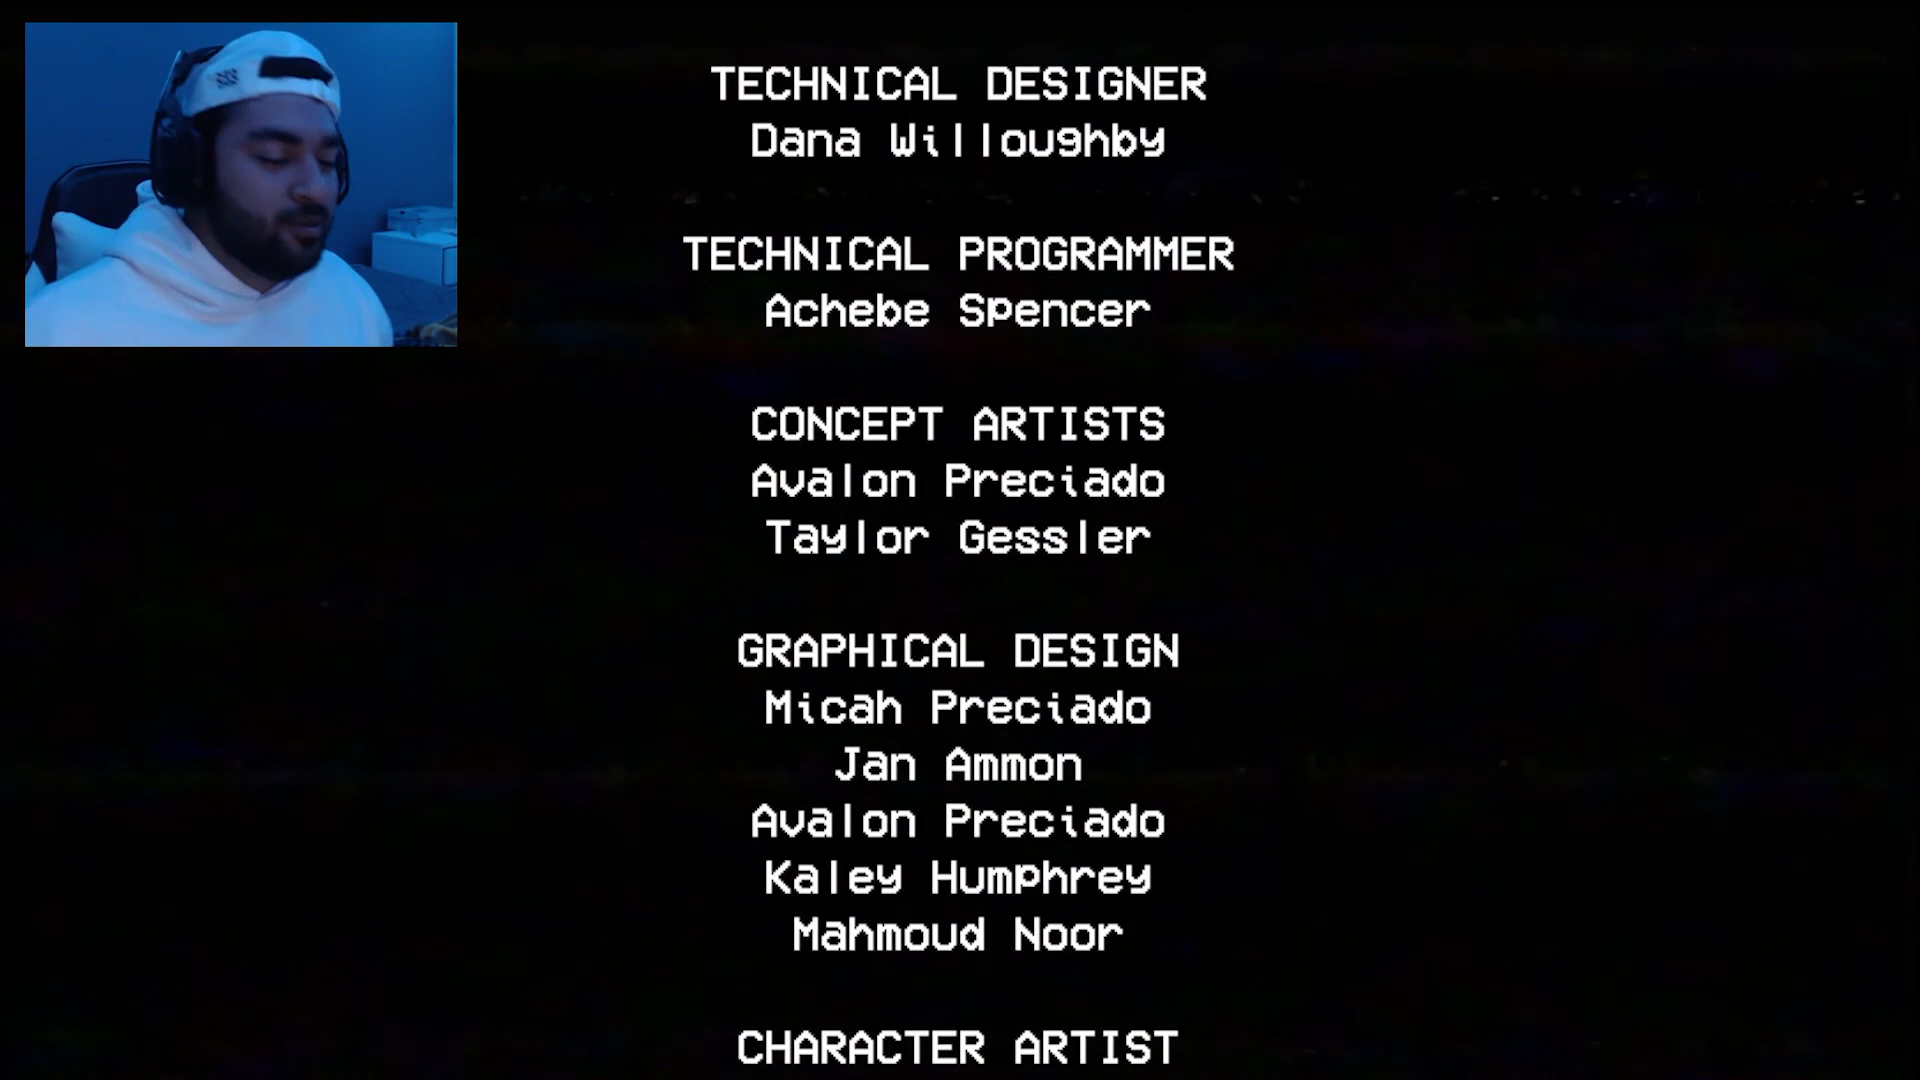 TECHNICAL DESIGNER
Dana Willoughby
TECHNICAL PROGRAMMER
Achebe Spencer
CONCEPT ARTISTS
Avalon Preciado
Taylor Gessler
GRAPHICAL DESIGN
Micah Preciado
Jan Ammon
Avalon Preciado
Kaley Humphrey
Mahmoud Noor
CHARACTER ARTIST